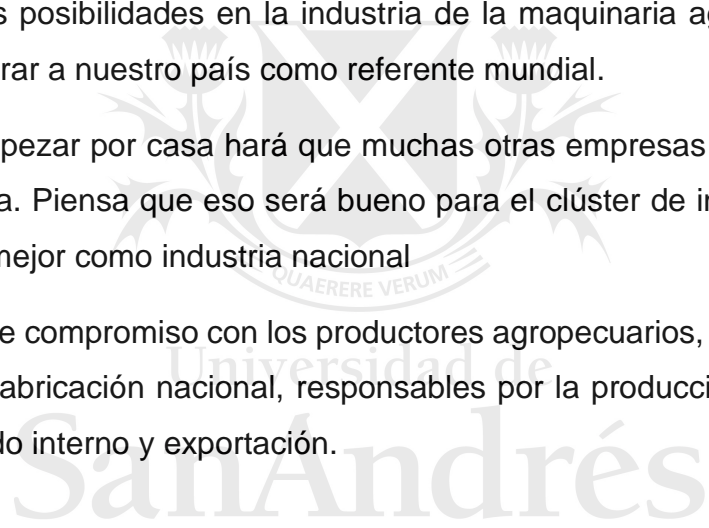 s posibilidades en la industria de la maquinaria ag
rar a nuestro país como referente mundial.
pezar por casa hará que muchas otras empresas
a. Piensa que eso será bueno para el clúster de in
mejor como industria nacional
QUAERERE VERUM
e compromiso con los productores agropecuarios,
Universidad de
abricación nacional, responsables por la producci
do interno y exportación.
SanAndrés